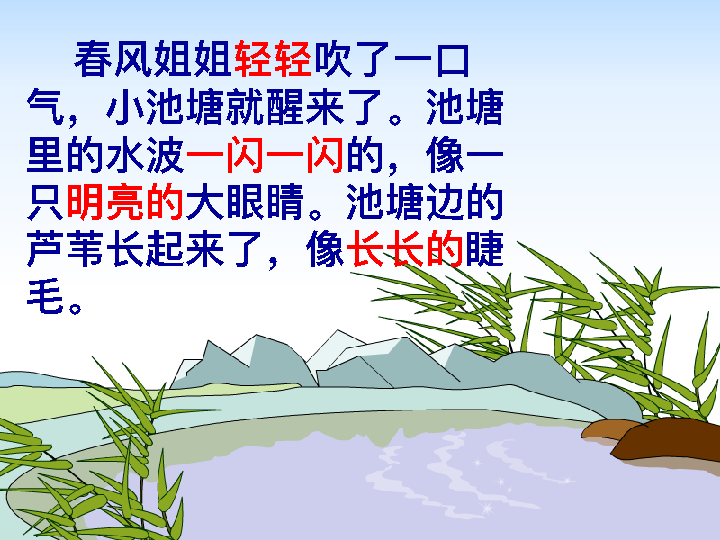 春风姐姐轻轻吹了一口
气，小池塘就醒来了。池塘
里的水波一闪一闪的，像一
只明亮的大眼睛。池塘边的
芦苇长起来了，像长长的睫
毛。